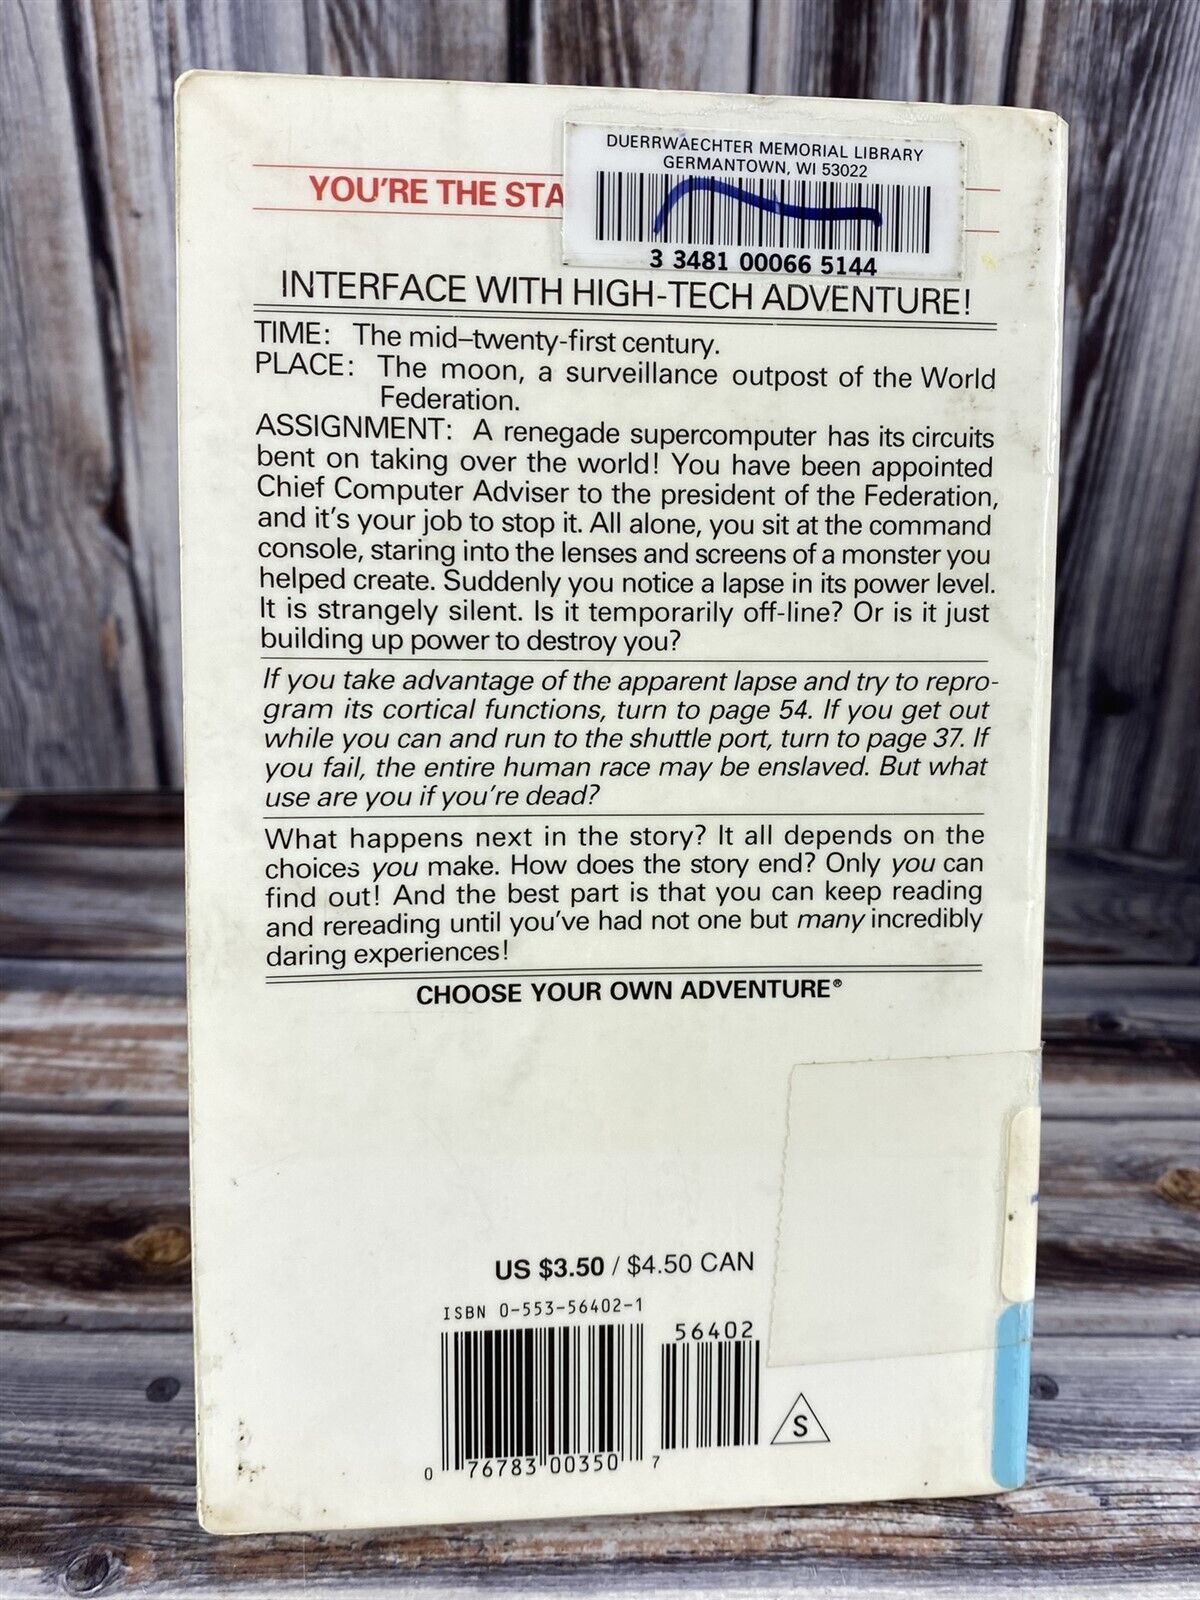 DUERRWAECHTER MEMORIAL LIBRARY
GERMANTOWN, WI 53022
3 3481 00066 5144
YOU'RE THE STA
INTERFACE WITH HIGH-TECH ADVENTURE!
TIME: The mid–twenty-first century.
PLACE: The moon, a surveillance outpost of the World
Federation.
ASSIGNMENT: A renegade supercomputer has its circuits
bent on taking over the world! You have been appointed
Chief Computer Adviser to the president of the Federation,
and it's your job to stop it. All alone, you sit at the command
console, staring into the lenses and screens of a monster you
helped create. Suddenly you notice a lapse in its power level.
It is strangely silent. Is it temporarily off-line? Or is it just
building up power to destroy you?
If you take advantage of the apparent lapse and try to repro-
gram its cortical functions, turn to page 54. If you get out
while you can and run to the shuttle port, turn to page 37. If
you fail, the entire human race may be enslaved. But what
use are you if you're dead?
What happens next in the story? It all depends on the
choices you make. How does the story end? Only you can
find out! And the best part is that you can keep reading
and rereading until you've had not one but many incredibly
daring experiences!
CHOOSE YOUR OWN ADVENTURE®
US $3.50 / $4.50 CAN
ISBN 0-553-56402-1
56402
S
0 76783 00350 7